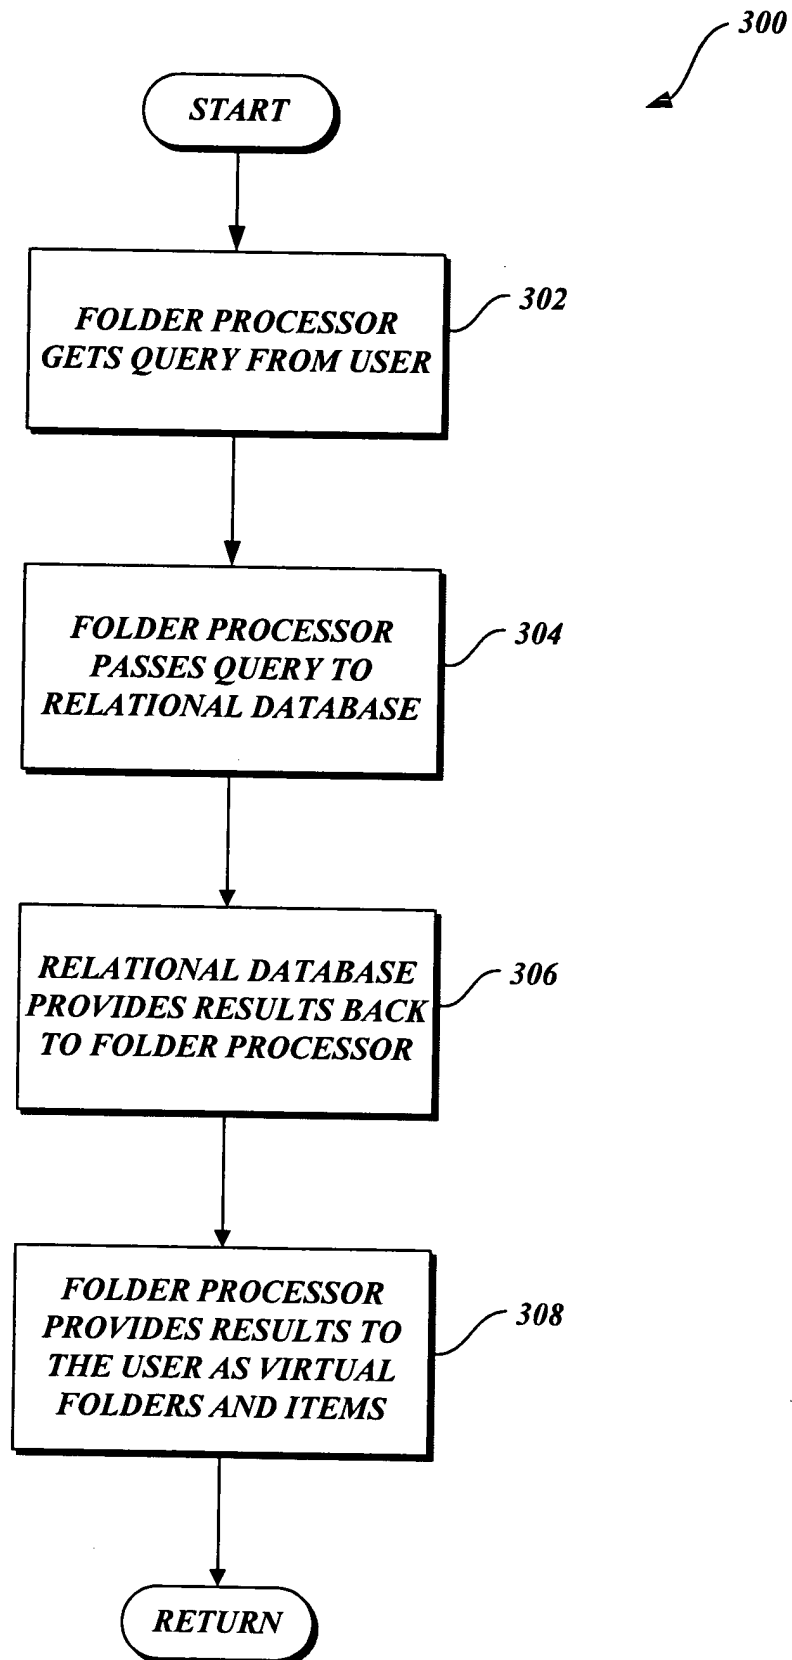 300
START
FOLDER PROCESSOR
GETS QUERY FROM USER
302
FOLDER PROCESSOR
PASSES QUERY TO
RELATIONAL DATABASE
304
RELATIONAL DATABASE
PROVIDES RESULTS BACK
TO FOLDER PROCESSOR
306
FOLDER PROCESSOR
PROVIDES RESULTS TO
THE USER AS VIRTUAL
FOLDERS AND ITEMS
308
RETURN